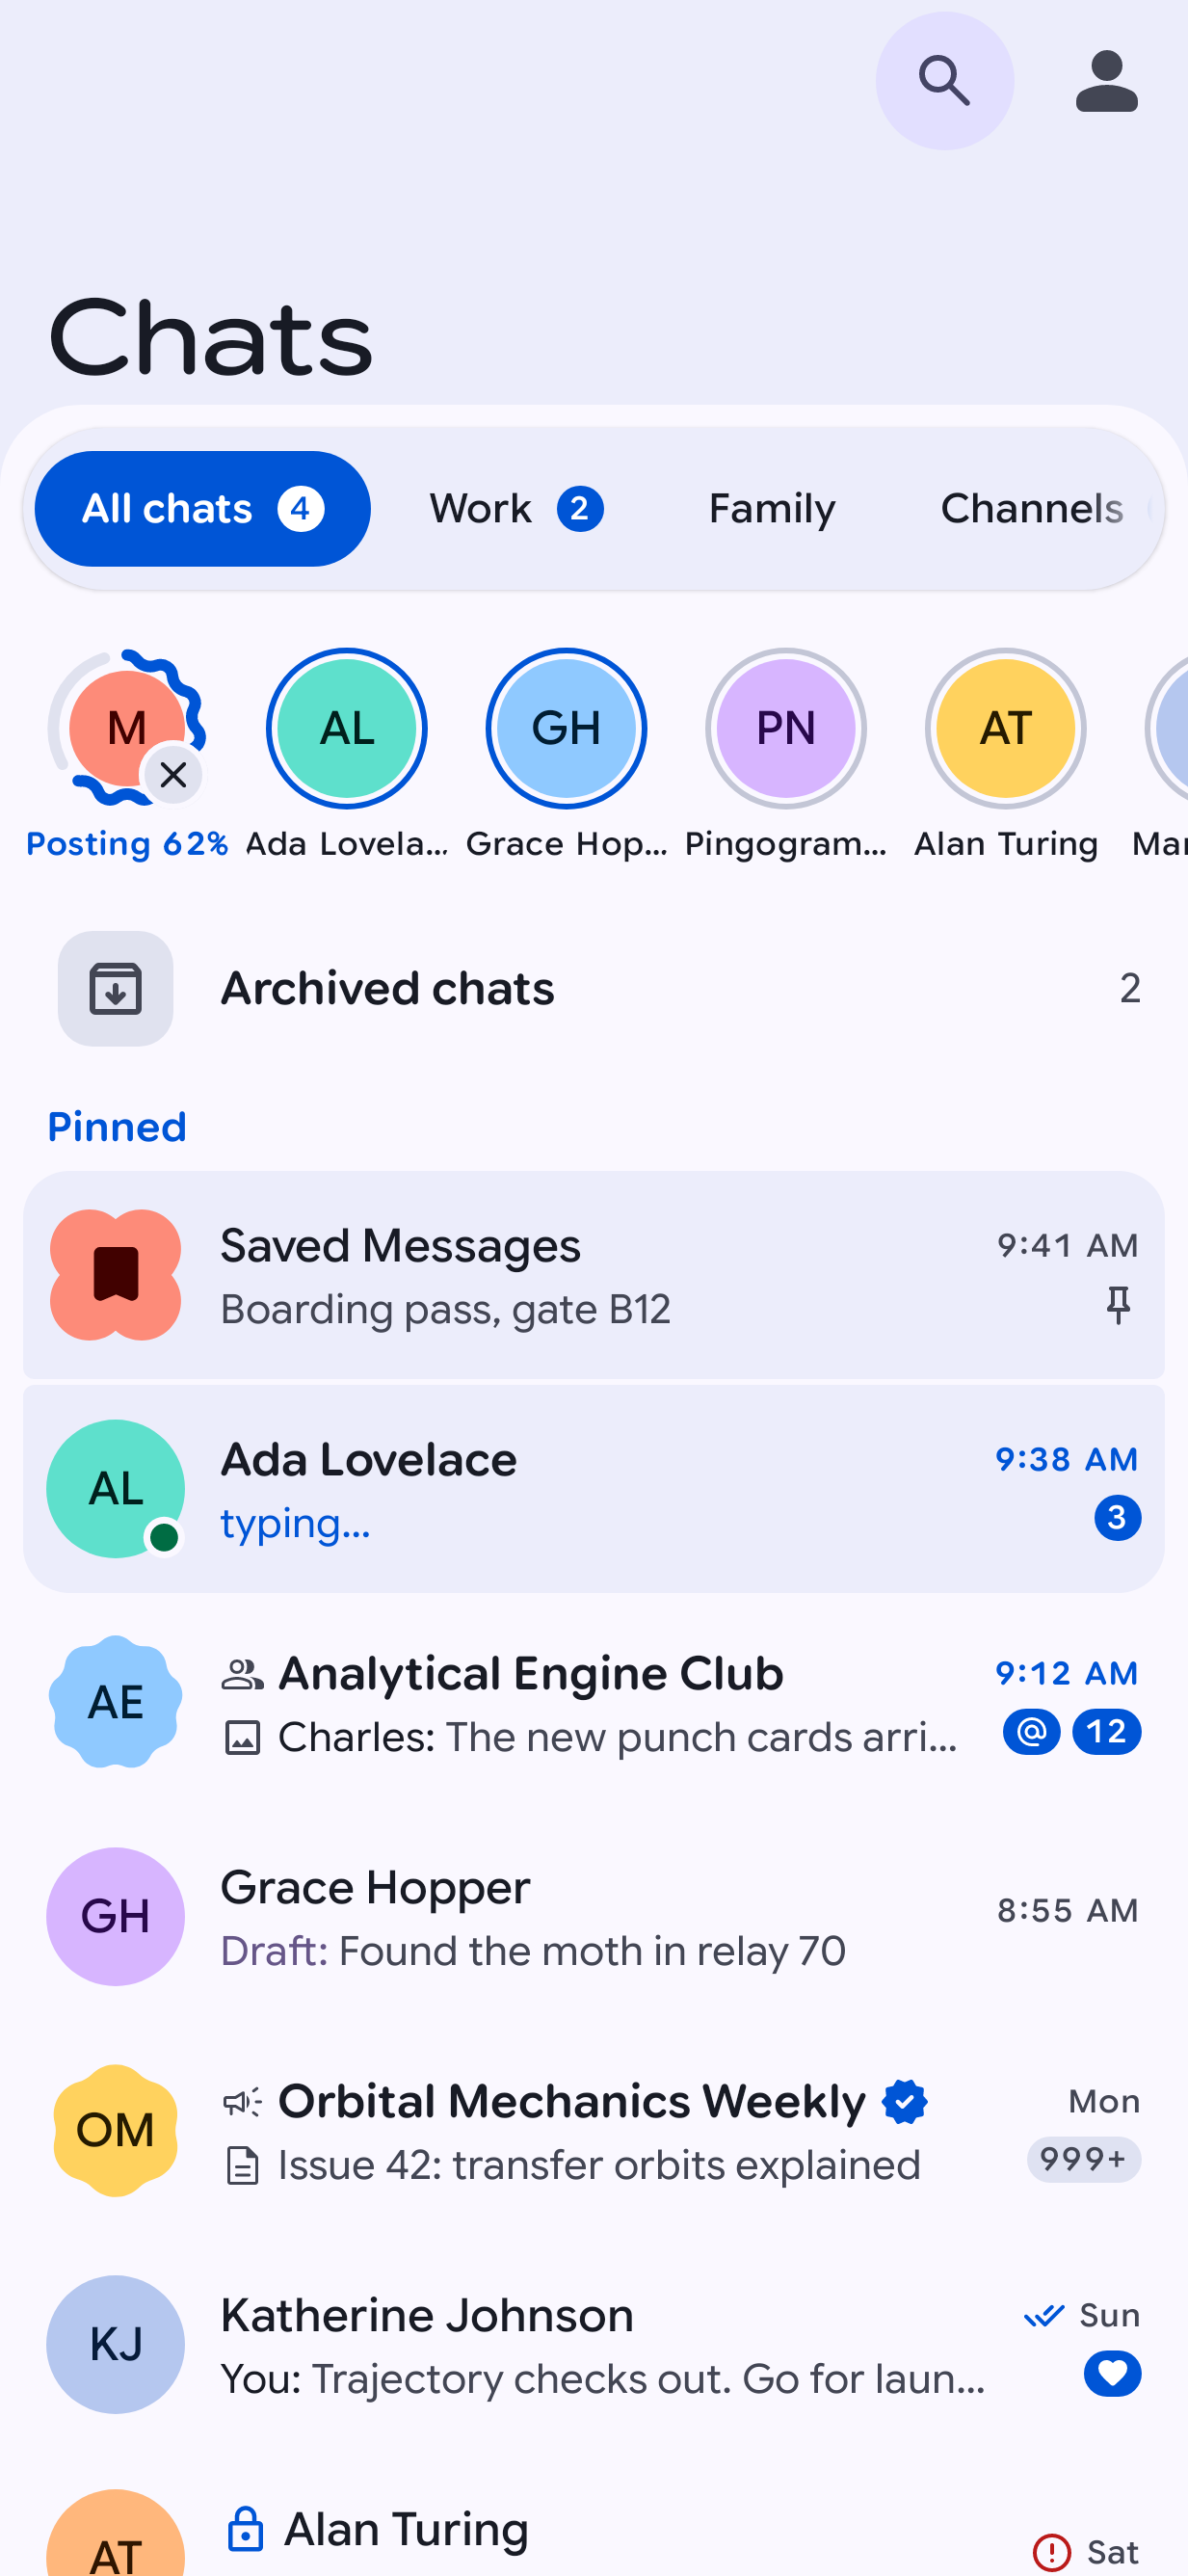 Chats
All chats 4 Work 2 Family Channels
M AL GH PN AT
Posting 62% Ada Lovela... Grace Hop... Pingogram... Alan Turing Mar
Archived chats 2
Pinned
Saved Messages 9:41 AM
Boarding pass, gate B12
AL Ada Lovelace 9:38 AM
typing... 3
AE Analytical Engine Club 9:12 AM
Charles: The new punch cards arri... @ 12
GH Grace Hopper 8:55 AM
Draft: Found the moth in relay 70
OM Orbital Mechanics Weekly Mon
Issue 42: transfer orbits explained 999+
KJ Katherine Johnson Sun
You: Trajectory checks out. Go for laun...
AT Alan Turing Sat